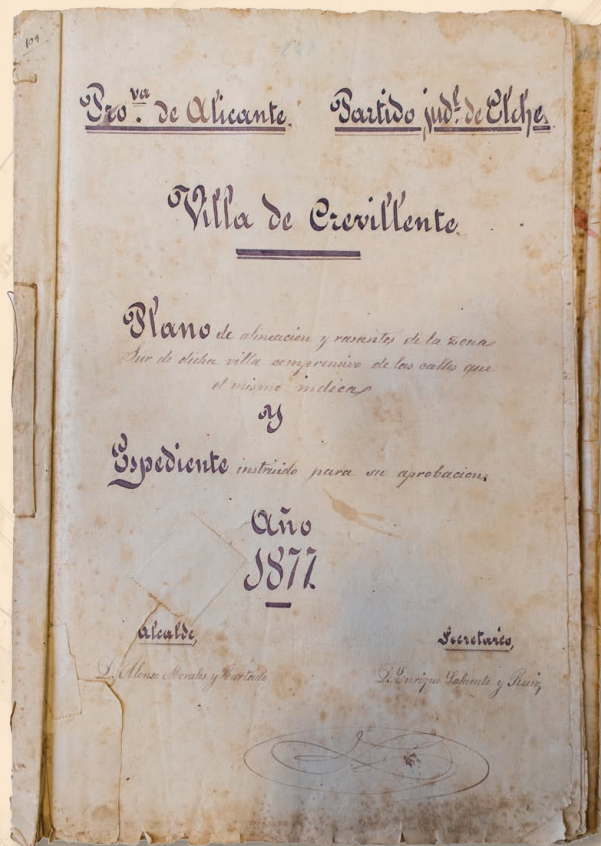 104
Pro.va de Alicante. Partido jud.l de Elche.
Villa de Crevillente.
Plano de alineacion y rasantes de la zona
Sur de dicha villa comprensivo de las calles que
el mismo indica
Y
Espediente instruido para su aprobacion.
Año
1877
Alcalde, Secretario,
D. Alonso Morales y Hurtado D. Enrique y Ruiz